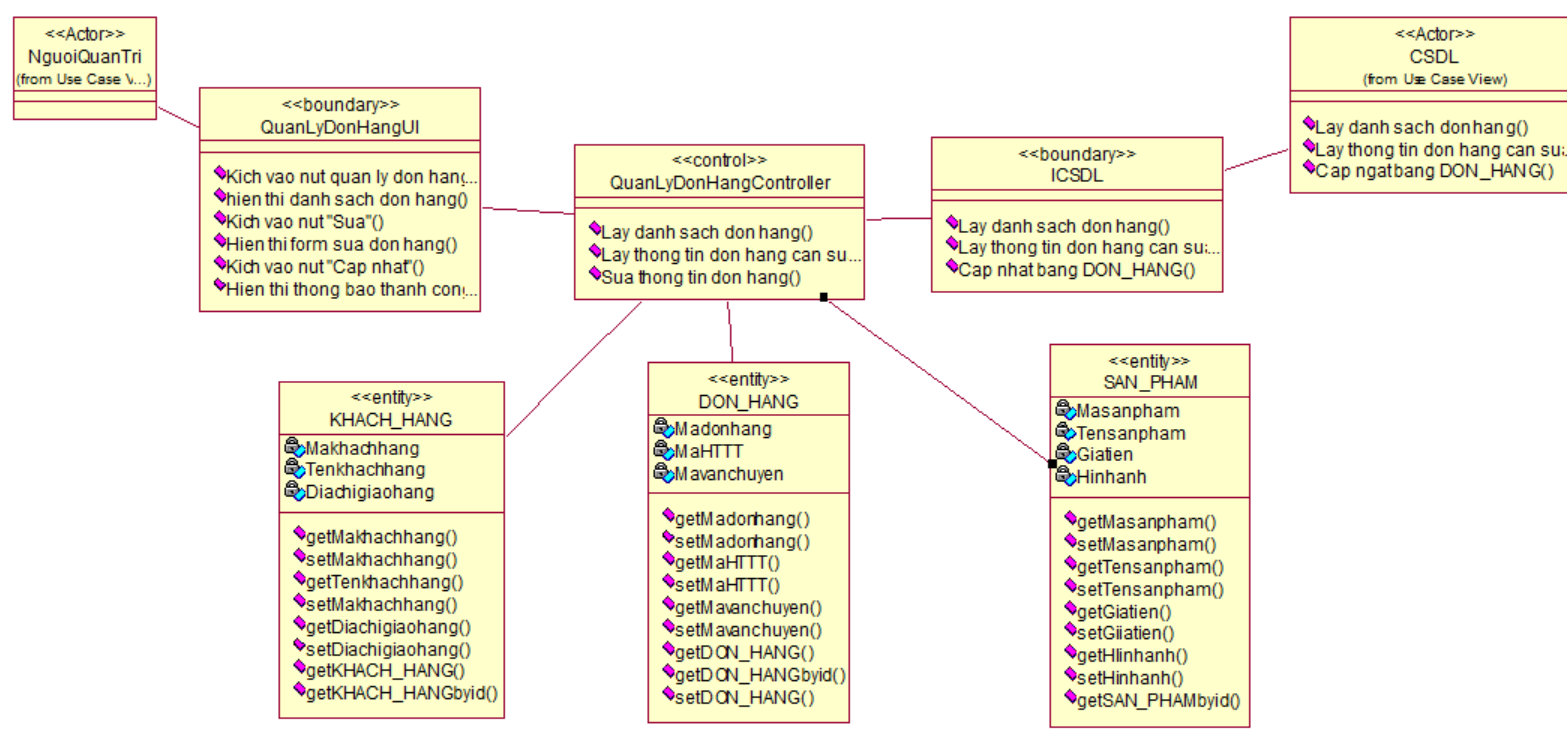 <<Actor>>
NguoiQuanTri
(from Use Case V...)
<<boundary>>
QuanLyDonHangUI
Kich vao nut quan ly don hang...
hien thi danh sach don hang()
Kich vao nut "Sua"()
Hien thi form sua don hang()
Kich vao nut "Cap nhat"()
Hien thi thong bao thanh cong...
<<control>>
QuanLyDonHangController
Lay danh sach don hang()
Lay thong tin don hang can su...
Sua thong tin don hang()
<<boundary>>
ICSDL
Lay danh sach don hang()
Lay thong tin don hang can sua...
Cap nhat bang DON_HANG()
<<Actor>>
CSDL
(from Use Case View)
Lay danh sach donhang()
Lay thong tin don hang can su...
Cap ngatbang DON_HANG()
<<entity>>
KHACH_HANG
Makhachhang
Tenkhachhang
Diachigiaohang
getMakhachhang()
setMakhachhang()
getTenkhachhang()
setMakhachhang()
getDiachigiaohang()
setDiachigiaohang()
getKHACH_HANG()
getKHACH_HANGbyid()
<<entity>>
DON_HANG
Madonhang
MaHTTT
Mavanchuyen
getMadonhang()
setMadonhang()
getMaHTTT()
setMaHTTT()
getMavanchuyen()
setMavanchuyen()
getDON_HANG()
getDON_HANGbyid()
setDON_HANG()
<<entity>>
SAN_PHAM
Masanpham
Tensanpham
Giatien
Hinhanh
getMasanpham()
setMasanpham()
getTensanpham()
setTensanpham()
getGiatien()
setGiiatien()
getHlinhanh()
setHinhanh()
getSAN_PHAMbyid()